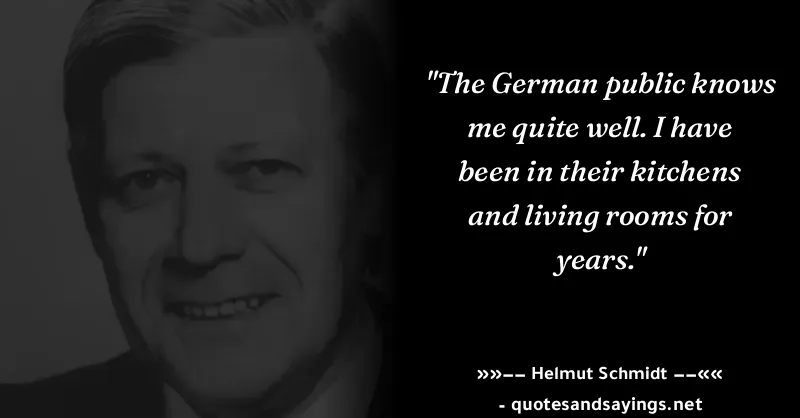 "The German public knows
me quite well. I have
been in their kitchens
and living rooms for
years."
»»−− Helmut Schmidt −−««
- quotesandsayings.net